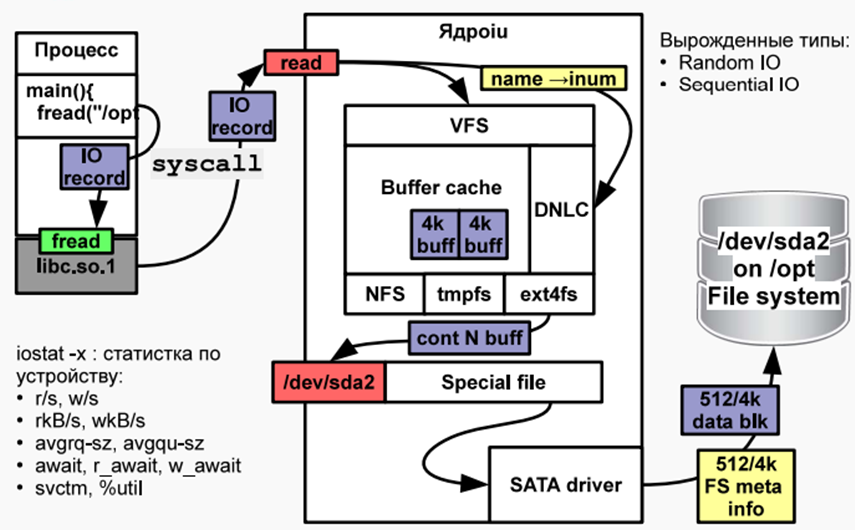 Процесс
main(){
fread("/opt
IO
record
fread
libc.so.1
syscall
IO
record
Ядроiu
read
name →inum
VFS
Buffer cache
4k
buff
4k
buff
DNLC
NFS
tmpfs
ext4fs
cont N buff
/dev/sda2
Special file
SATA driver
Вырожденные типы:
• Random IO
• Sequential IO
/dev/sda2
on /opt
File system
512/4k
data blk
512/4k
FS meta
info
iostat -x : статистка по
устройству:
• r/s, w/s
• rkB/s, wkB/s
• avgrq-sz, avgqu-sz
• await, r_await, w_await
• svctm, %util